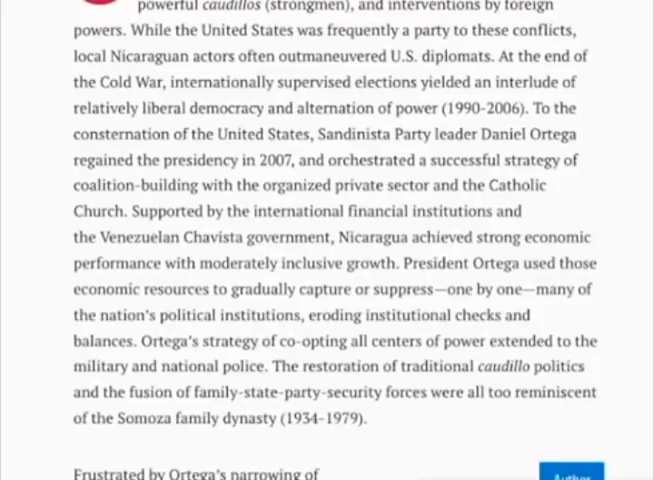 powerful caudillos (strongmen), and interventions by foreign
powers. While the United States was frequently a party to these conflicts,
local Nicaraguan actors often outmaneuvered U.S. diplomats. At the end of
the Cold War, internationally supervised elections yielded an interlude of
relatively liberal democracy and alternation of power (1990-2006). To the
consternation of the United States, Sandinista Party leader Daniel Ortega
regained the presidency in 2007, and orchestrated a successful strategy of
coalition-building with the organized private sector and the Catholic
Church. Supported by the international financial institutions and
the Venezuelan Chavista government, Nicaragua achieved strong economic
performance with moderately inclusive growth. President Ortega used those
economic resources to gradually capture or suppress—one by one—many of
the nation's political institutions, eroding institutional checks and
balances. Ortega's strategy of co-opting all centers of power extended to the
military and national police. The restoration of traditional caudillo politics
and the fusion of family-state-party-security forces were all too reminiscent
of the Somoza family dynasty (1934-1979).
Frustrated by Ortega's narrowing of
Author